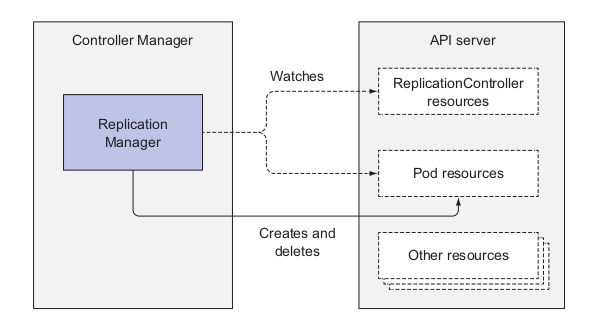 Controller Manager
API server
Watches
ReplicationController
resources
Replication
Manager
Pod resources
Creates and
deletes
Other resources